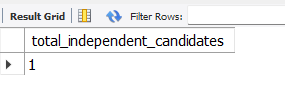 Result Grid Filter Rows:
total_independent_candidates
1